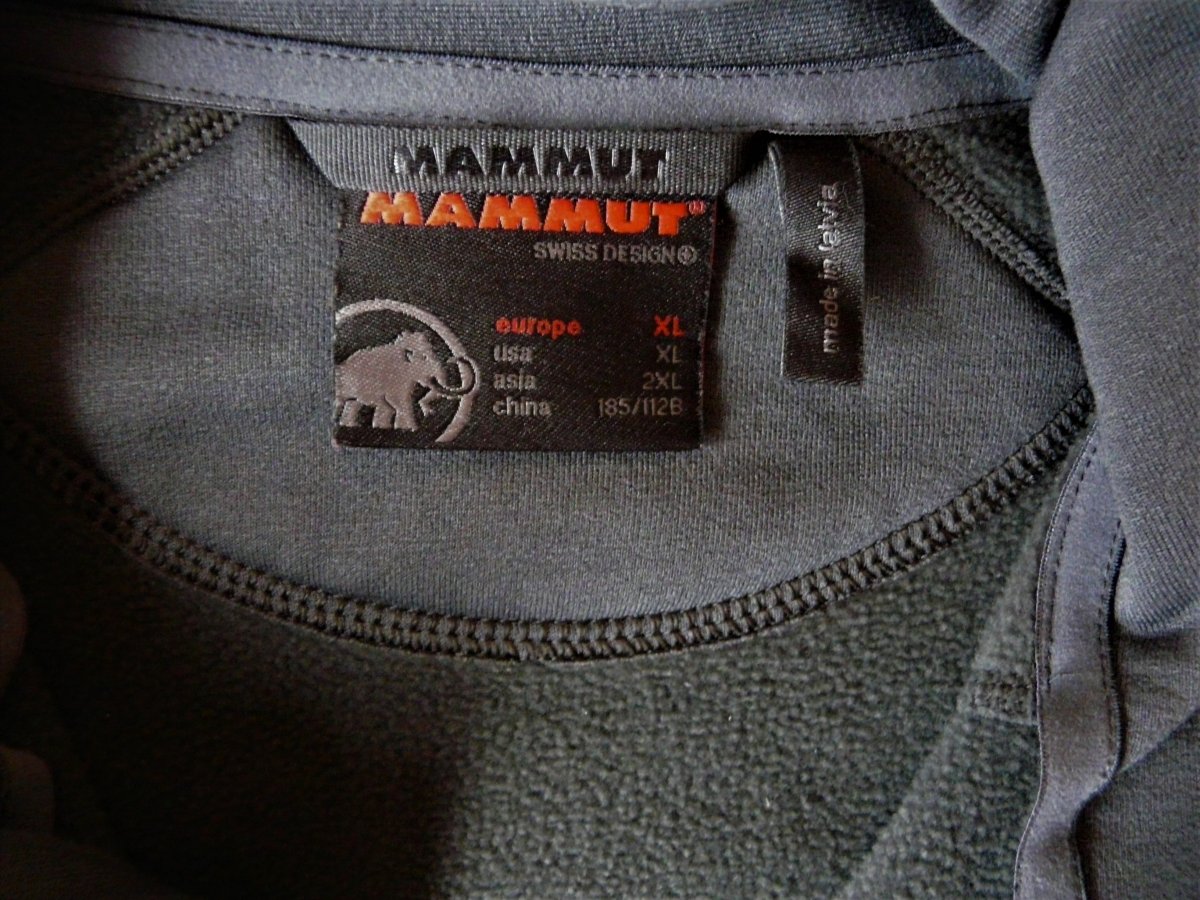 MAMMUT
MAMMUT®
SWISS DESIGN
europe XL
usa XL
asia 2XL
china 185/112B
made in latvia